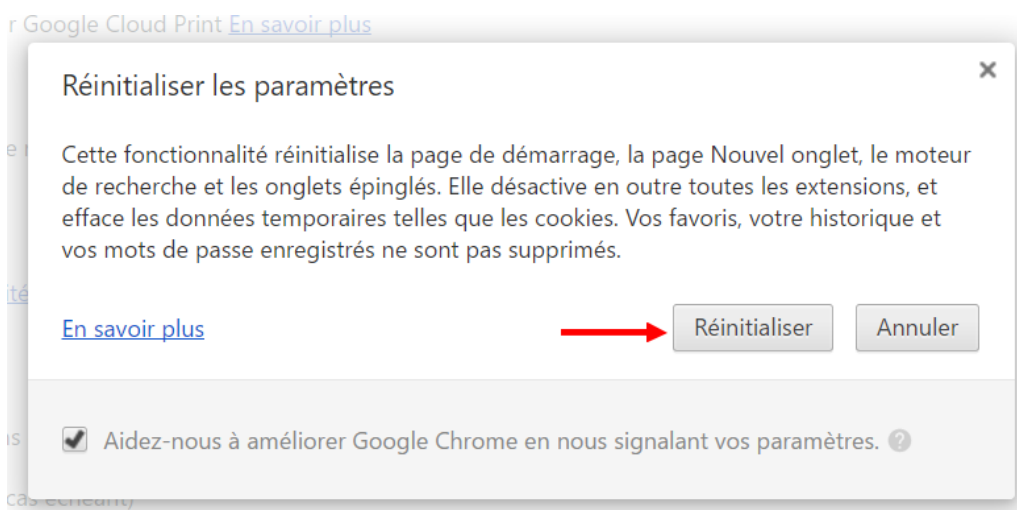 r Google Cloud Print En savoir plus
Réinitialiser les paramètres
Cette fonctionnalité réinitialise la page de démarrage, la page Nouvel onglet, le moteur
de recherche et les onglets épinglés. Elle désactive en outre toutes les extensions, et
efface les données temporaires telles que les cookies. Vos favoris, votre historique et
vos mots de passe enregistrés ne sont pas supprimés.
ité
En savoir plus
Réinitialiser
Annuler
Aidez-nous à améliorer Google Chrome en nous signalant vos paramètres.
cas échéant)